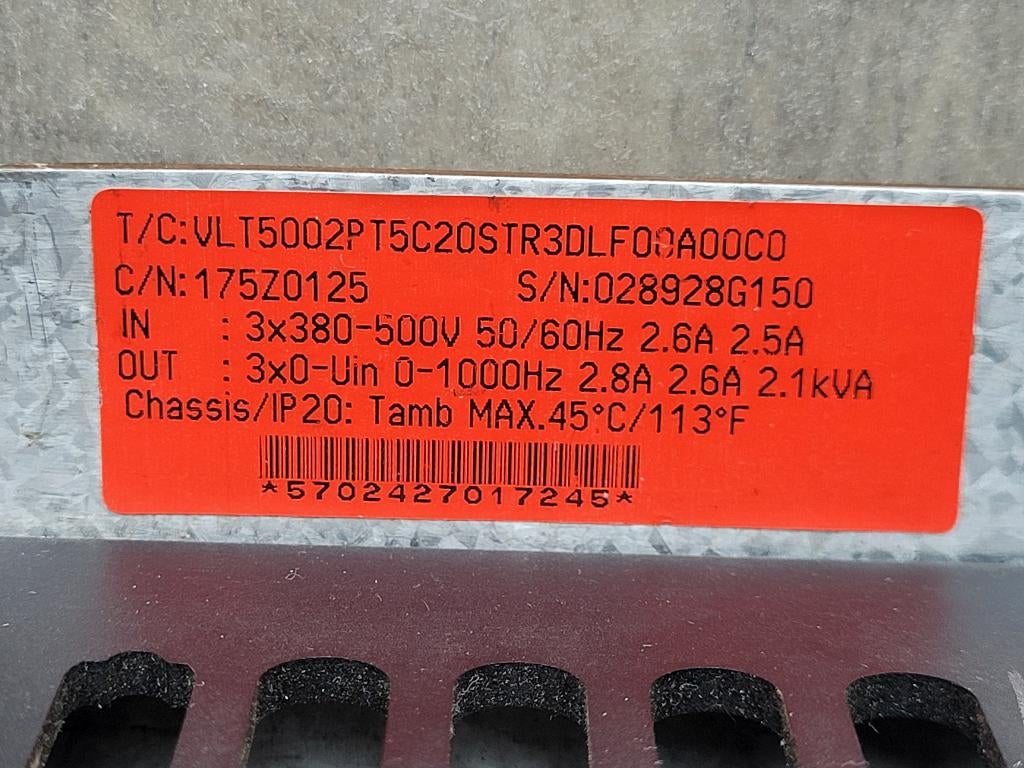 T/C:VLT5002PT5C20STR3DLF00A00C0
C/N:175Z0125 S/N:028928G150
IN : 3x380-500V 50/60Hz 2.6A 2.5A
OUT : 3x0-Uin 0-1000Hz 2.8A 2.6A 2.1kVA
Chassis/IP20: Tamb MAX.45°C/113°F
*5702427017245*